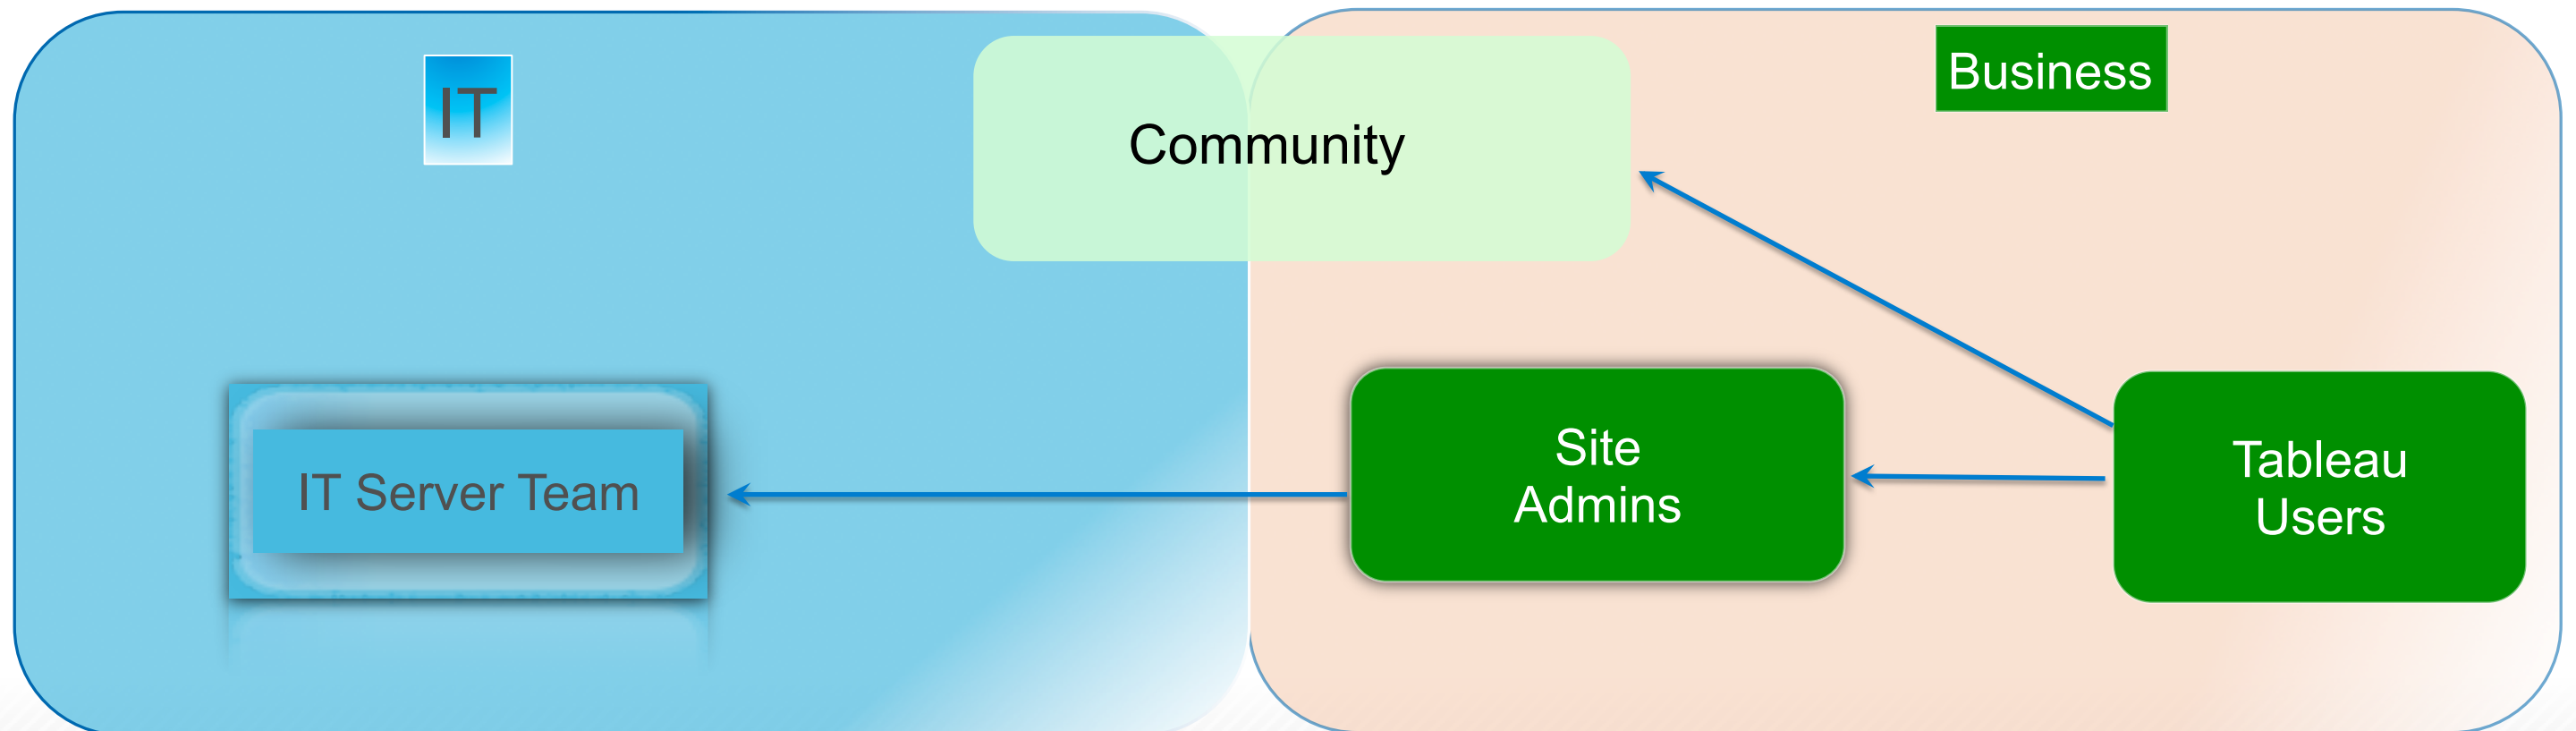 IT
Business
Community
IT Server Team
Site
Admins
Tableau
Users